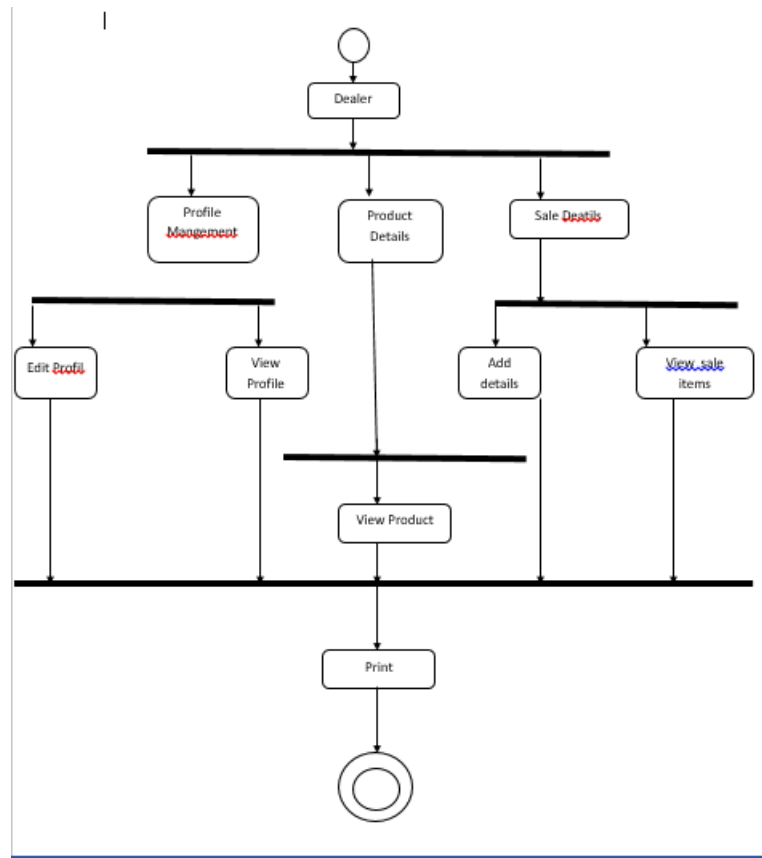 Dealer
Profile
Mangement
Product
Details
Sale Deatils
Edit Profil
View
Profile
Add
details
View sale
items
View Product
Print